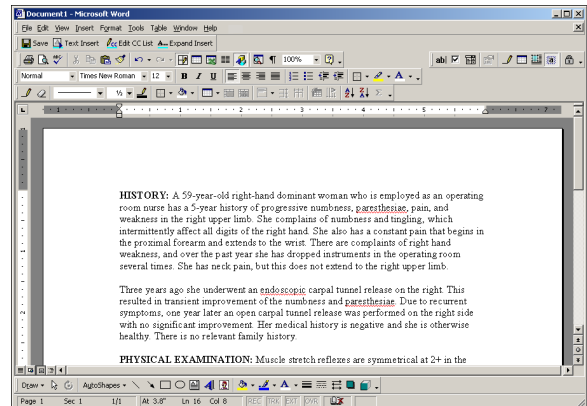 Document1 - Microsoft Word
File Edit View Insert Format Tools Table Window Help
Save Text Insert Edit CC List Expand Insert
100%
Normal Times New Roman 12 B I U
½
1 1 2 3 4 5 7
HISTORY: A 59-year-old right-hand dominant woman who is employed as an operating
room nurse has a 5-year history of progressive numbness, paresthesiae, pain, and
weakness in the right upper limb. She complains of numbness and tingling, which
intermittently affect all digits of the right hand. She also has a constant pain that begins in
the proximal forearm and extends to the wrist. There are complaints of right hand
weakness, and over the past year she has dropped instruments in the operating room
several times. She has neck pain, but this does not extend to the right upper limb.
Three years ago she underwent an endoscopic carpal tunnel release on the right. This
resulted in transient improvement of the numbness and paresthesiae. Due to recurrent
symptoms, one year later an open carpal tunnel release was performed on the right side
with no significant improvement. Her medical history is negative and she is otherwise
healthy. There is no relevant family history.
PHYSICAL EXAMINATION: Muscle stretch reflexes are symmetrical at 2+ in the
Draw AutoShapes
Page 1 Sec 1 1/1 At 3.8" Ln 16 Col 8 REC TRK EXT OVR